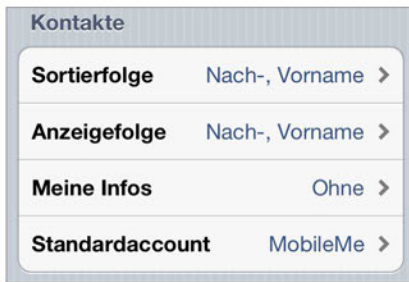 Kontakte
Sortierfolge Nach-, Vorname
Anzeigefolge Nach-, Vorname
Meine Infos Ohne
Standardaccount MobileMe